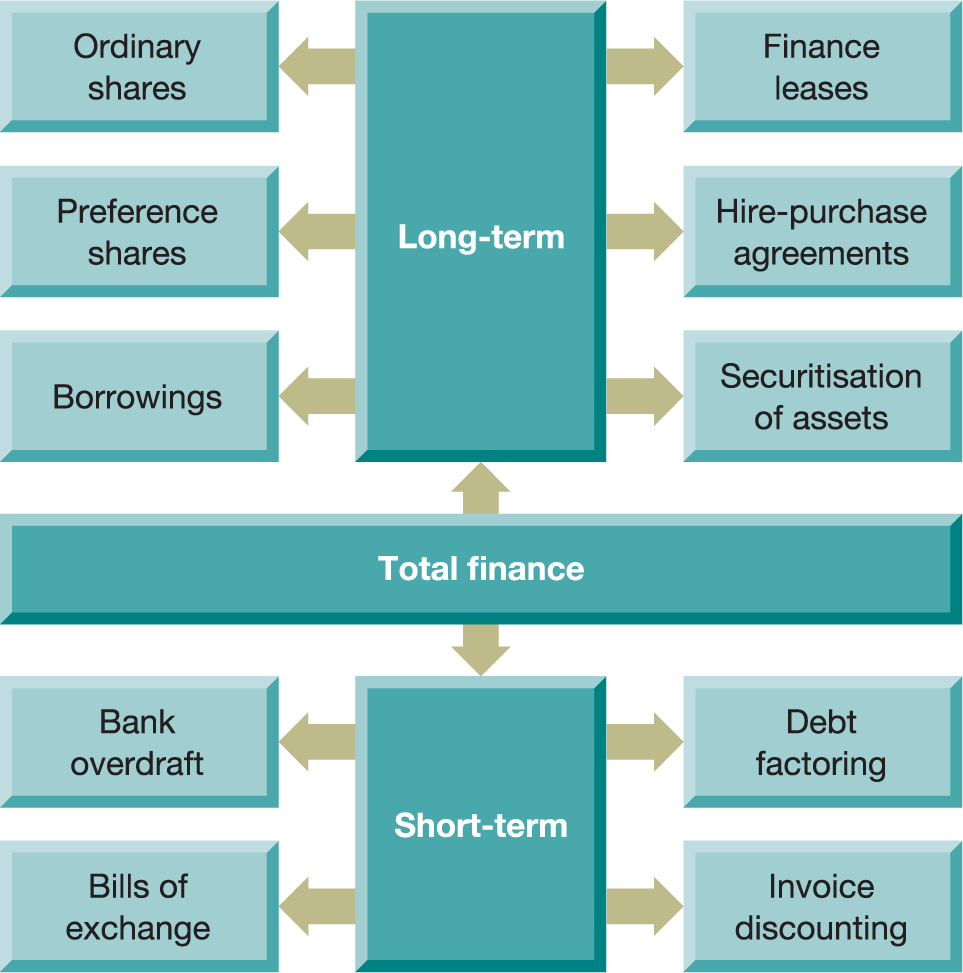 Ordinary
shares
Finance
leases
Preference
shares
Long-term
Hire-purchase
agreements
Borrowings
Securitisation
of assets
Total finance
Bank
overdraft
Debt
factoring
Short-term
Bills of
exchange
Invoice
discounting